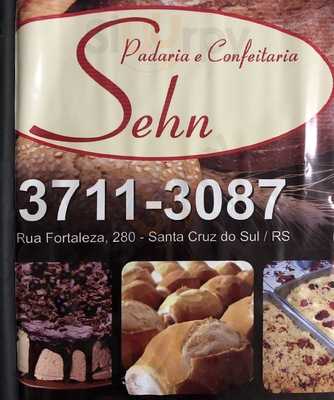 Padaria e Confeitaria
Sehn
3711-3087
Rua Fortaleza, 280 - Santa Cruz do Sul / RS